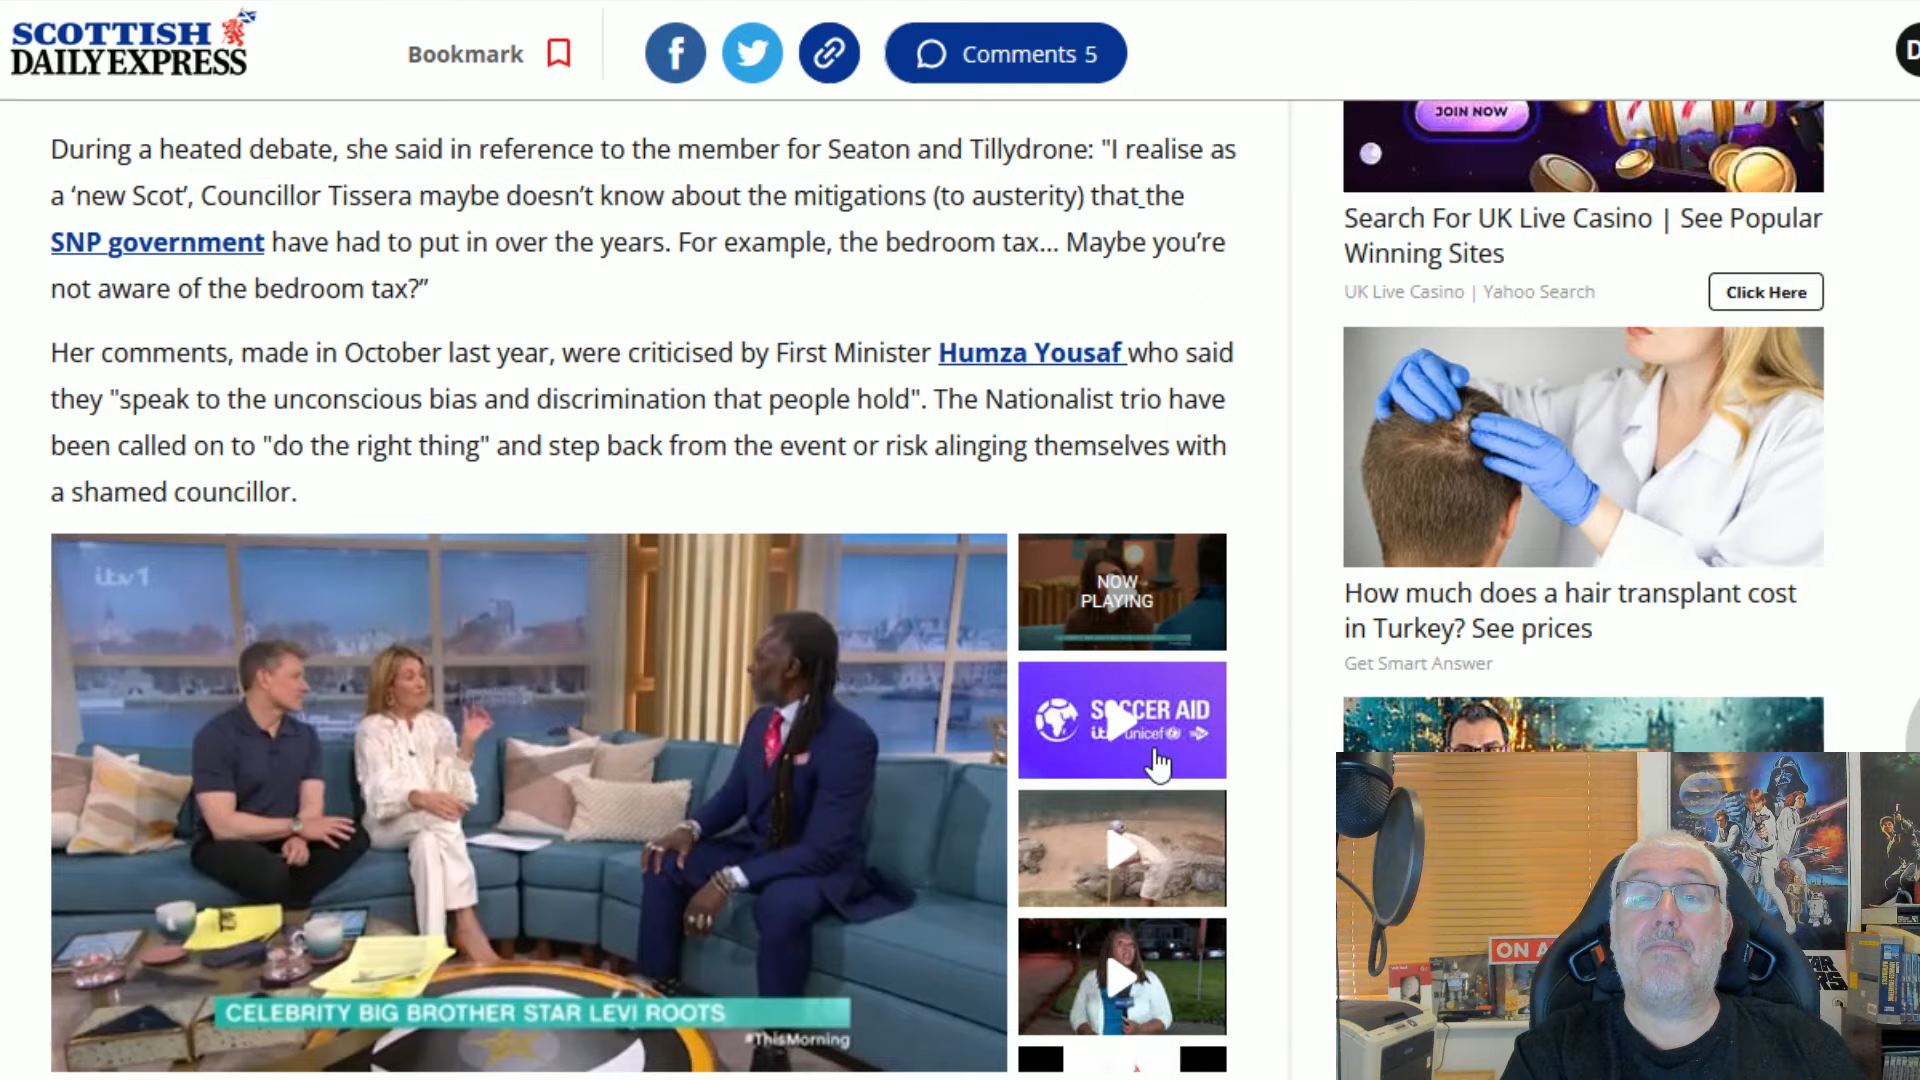 SCOTTISH
DAILY EXPRESS
Bookmark
Comments 5
D
During a heated debate, she said in reference to the member for Seaton and Tillydrone: "I realise as
a ‘new Scot’, Councillor Tissera maybe doesn’t know about the mitigations (to austerity) that the
SNP government have had to put in over the years. For example, the bedroom tax... Maybe you’re
not aware of the bedroom tax?”
Her comments, made in October last year, were criticised by First Minister Humza Yousaf who said
they "speak to the unconscious bias and discrimination that people hold". The Nationalist trio have
been called on to "do the right thing" and step back from the event or risk alinging themselves with
a shamed councillor.
itv1
CELEBRITY BIG BROTHER STAR LEVI ROOTS
#ThisMorning
NOW
PLAYING
SOCCER AID
unicef
JOIN NOW
Search For UK Live Casino | See Popular
Winning Sites
UK Live Casino | Yahoo Search
Click Here
How much does a hair transplant cost
in Turkey? See prices
Get Smart Answer
ON A